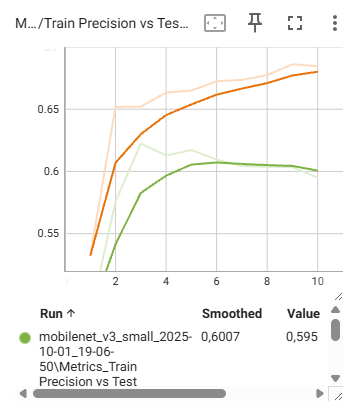 M…/Train Precision vs Tes…
0.65
0.6
0.55
2 4 6 8 10
Run ↑ Smoothed Value
mobilenet_v3_small_2025- 0,6007 0,595
10-01_19-06-
50\Metrics_Train
Precision vs Test